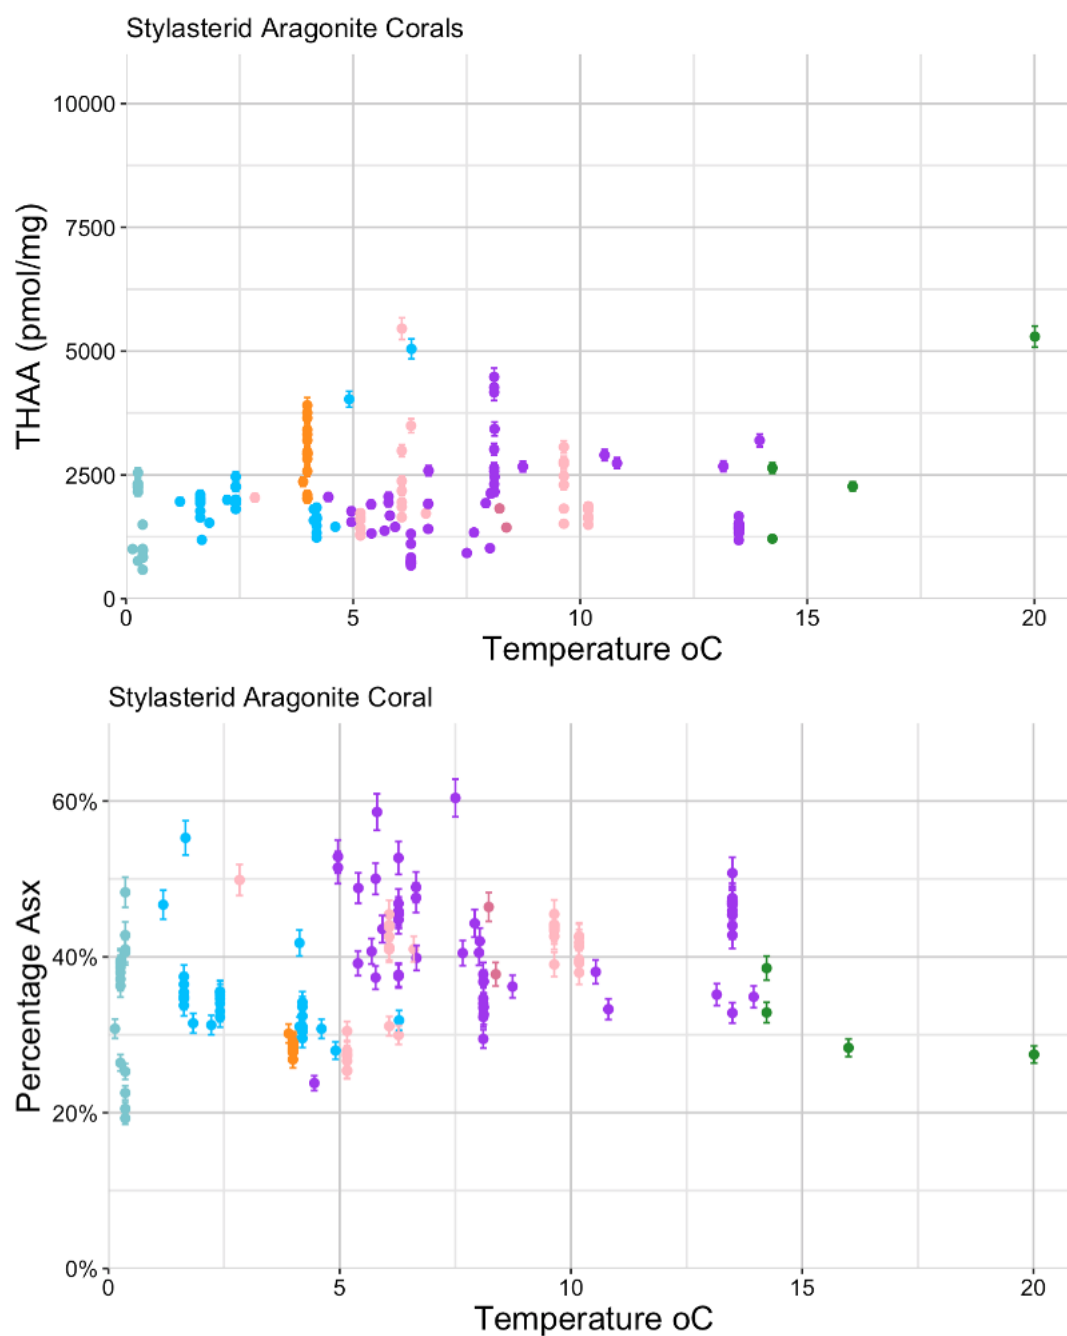 Stylasterid Aragonite Corals
THAA (pmol/mg)
10000
7500
5000
2500
0
0 5 10 15 20
Temperature oC
Stylasterid Aragonite Coral
Percentage Asx
60%
40%
20%
0%
0 5 10 15 20
Temperature oC